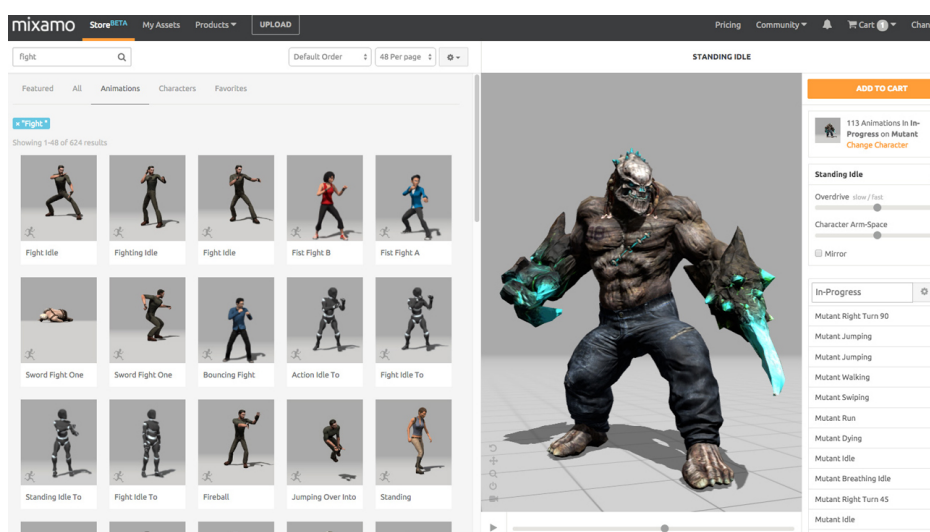 mixamo
Store BETA
My Assets
Products
UPLOAD
Pricing
Community
Cart 1
Chan
fight
Default Order
48 Per page
STANDING IDLE
Featured
All
Animations
Characters
Favorites
× "Fight "
Showing 1-48 of 624 results
Fight Idle
Fighting Idle
Fight Idle
Fist Fight B
Fist Fight A
Sword Fight One
Sword Fight One
Bouncing Fight
Action Idle To
Fight Idle To
Standing Idle To
Fight Idle To
Fireball
Jumping Over Into
Standing
ADD TO CART
113 Animations In In-
Progress on Mutant
Change Character
Standing Idle
Overdrive slow / fast
Character Arm-Space
Mirror
In-Progress
Mutant Right Turn 90
Mutant Jumping
Mutant Jumping
Mutant Walking
Mutant Swiping
Mutant Run
Mutant Dying
Mutant Idle
Mutant Breathing Idle
Mutant Right Turn 45
Mutant Idle